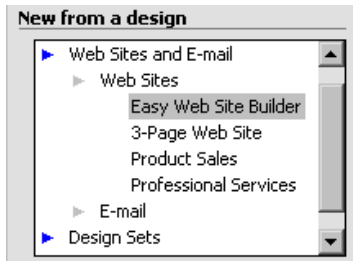 New from a design
Web Sites and E-mail
Web Sites
Easy Web Site Builder
3-Page Web Site
Product Sales
Professional Services
E-mail
Design Sets